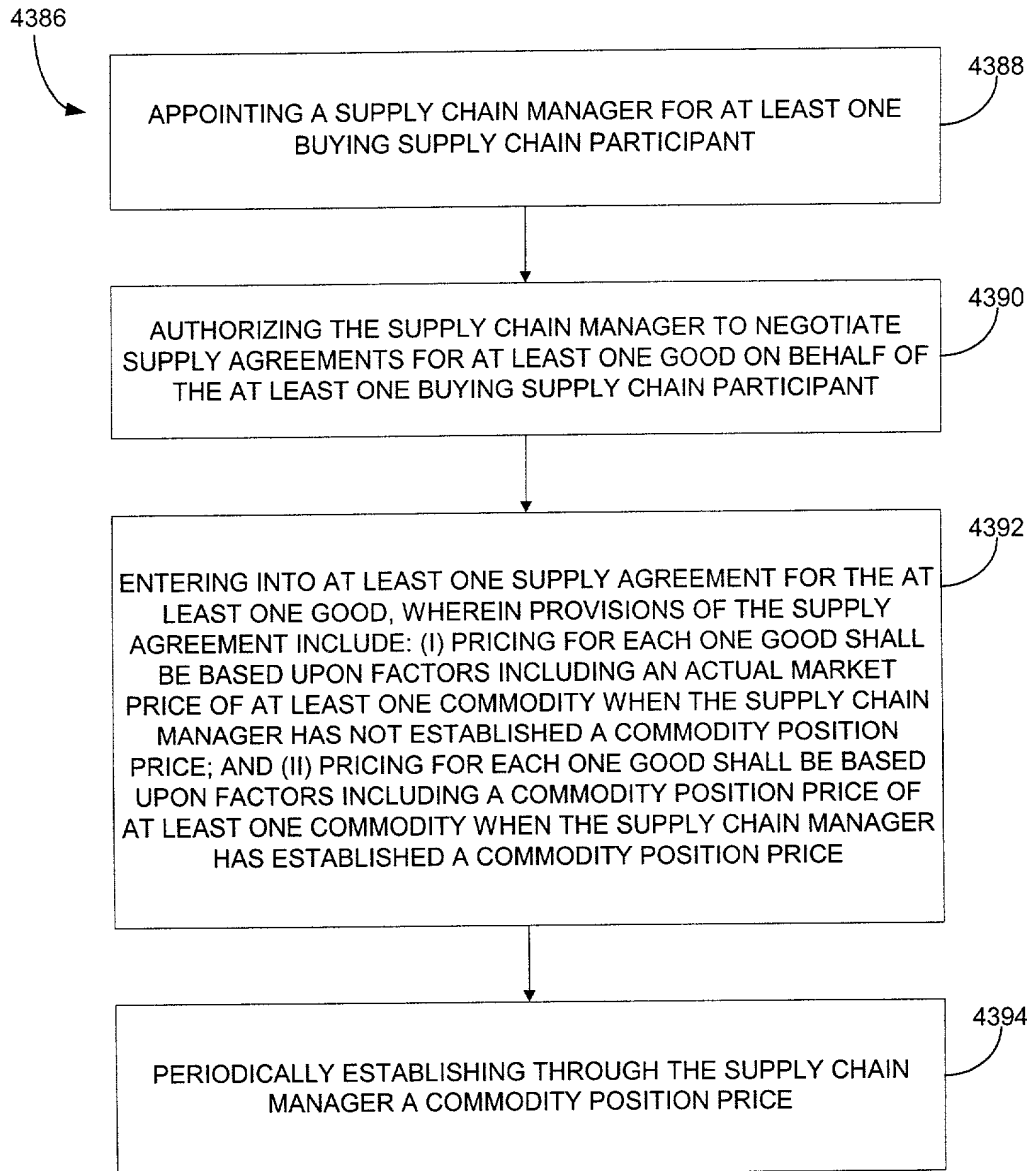 4386
4388
APPOINTING A SUPPLY CHAIN MANAGER FOR AT LEAST ONE
BUYING SUPPLY CHAIN PARTICIPANT
4390
AUTHORIZING THE SUPPLY CHAIN MANAGER TO NEGOTIATE
SUPPLY AGREEMENTS FOR AT LEAST ONE GOOD ON BEHALF OF
THE AT LEAST ONE BUYING SUPPLY CHAIN PARTICIPANT
4392
ENTERING INTO AT LEAST ONE SUPPLY AGREEMENT FOR THE AT
LEAST ONE GOOD, WHEREIN PROVISIONS OF THE SUPPLY
AGREEMENT INCLUDE: (I) PRICING FOR EACH ONE GOOD SHALL
BE BASED UPON FACTORS INCLUDING AN ACTUAL MARKET
PRICE OF AT LEAST ONE COMMODITY WHEN THE SUPPLY CHAIN
MANAGER HAS NOT ESTABLISHED A COMMODITY POSITION
PRICE; AND (II) PRICING FOR EACH ONE GOOD SHALL BE BASED
UPON FACTORS INCLUDING A COMMODITY POSITION PRICE OF
AT LEAST ONE COMMODITY WHEN THE SUPPLY CHAIN MANAGER
HAS ESTABLISHED A COMMODITY POSITION PRICE
4394
PERIODICALLY ESTABLISHING THROUGH THE SUPPLY CHAIN
MANAGER A COMMODITY POSITION PRICE